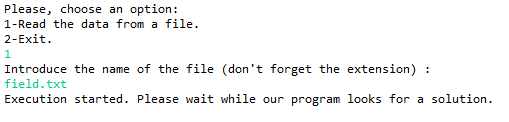 Please, choose an option:
1-Read the data from a file.
2-Exit.
1
Introduce the name of the file (don't forget the extension) :
field.txt
Execution started. Please wait while our program looks for a solution.